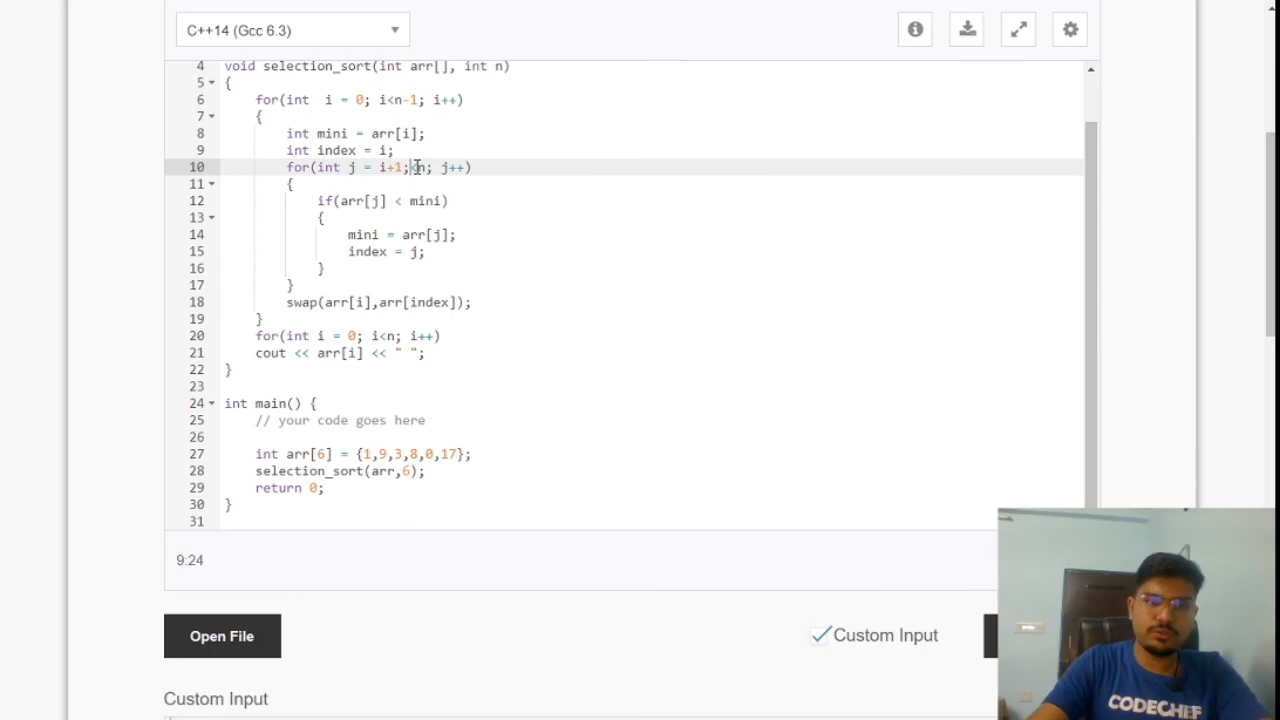 C++14 (Gcc 6.3)
4 void selection_sort(int arr[], int n)
5 {
6 for(int i = 0; i<n-1; i++)
7 {
8 int mini = arr[i];
9 int index = i;
10 for(int j = i+1;<n; j++)
11 {
12 if(arr[j] < mini)
13 {
14 mini = arr[j];
15 index = j;
16 }
17 }
18 swap(arr[i],arr[index]);
19 }
20 for(int i = 0; i<n; i++)
21 cout << arr[i] << " ";
22 }
23
24 int main() {
25 // your code goes here
26
27 int arr[6] = {1,9,3,8,0,17};
28 selection_sort(arr,6);
29 return 0;
30 }
31
9:24
Open File
Custom Input
Custom Input
CODECHEF